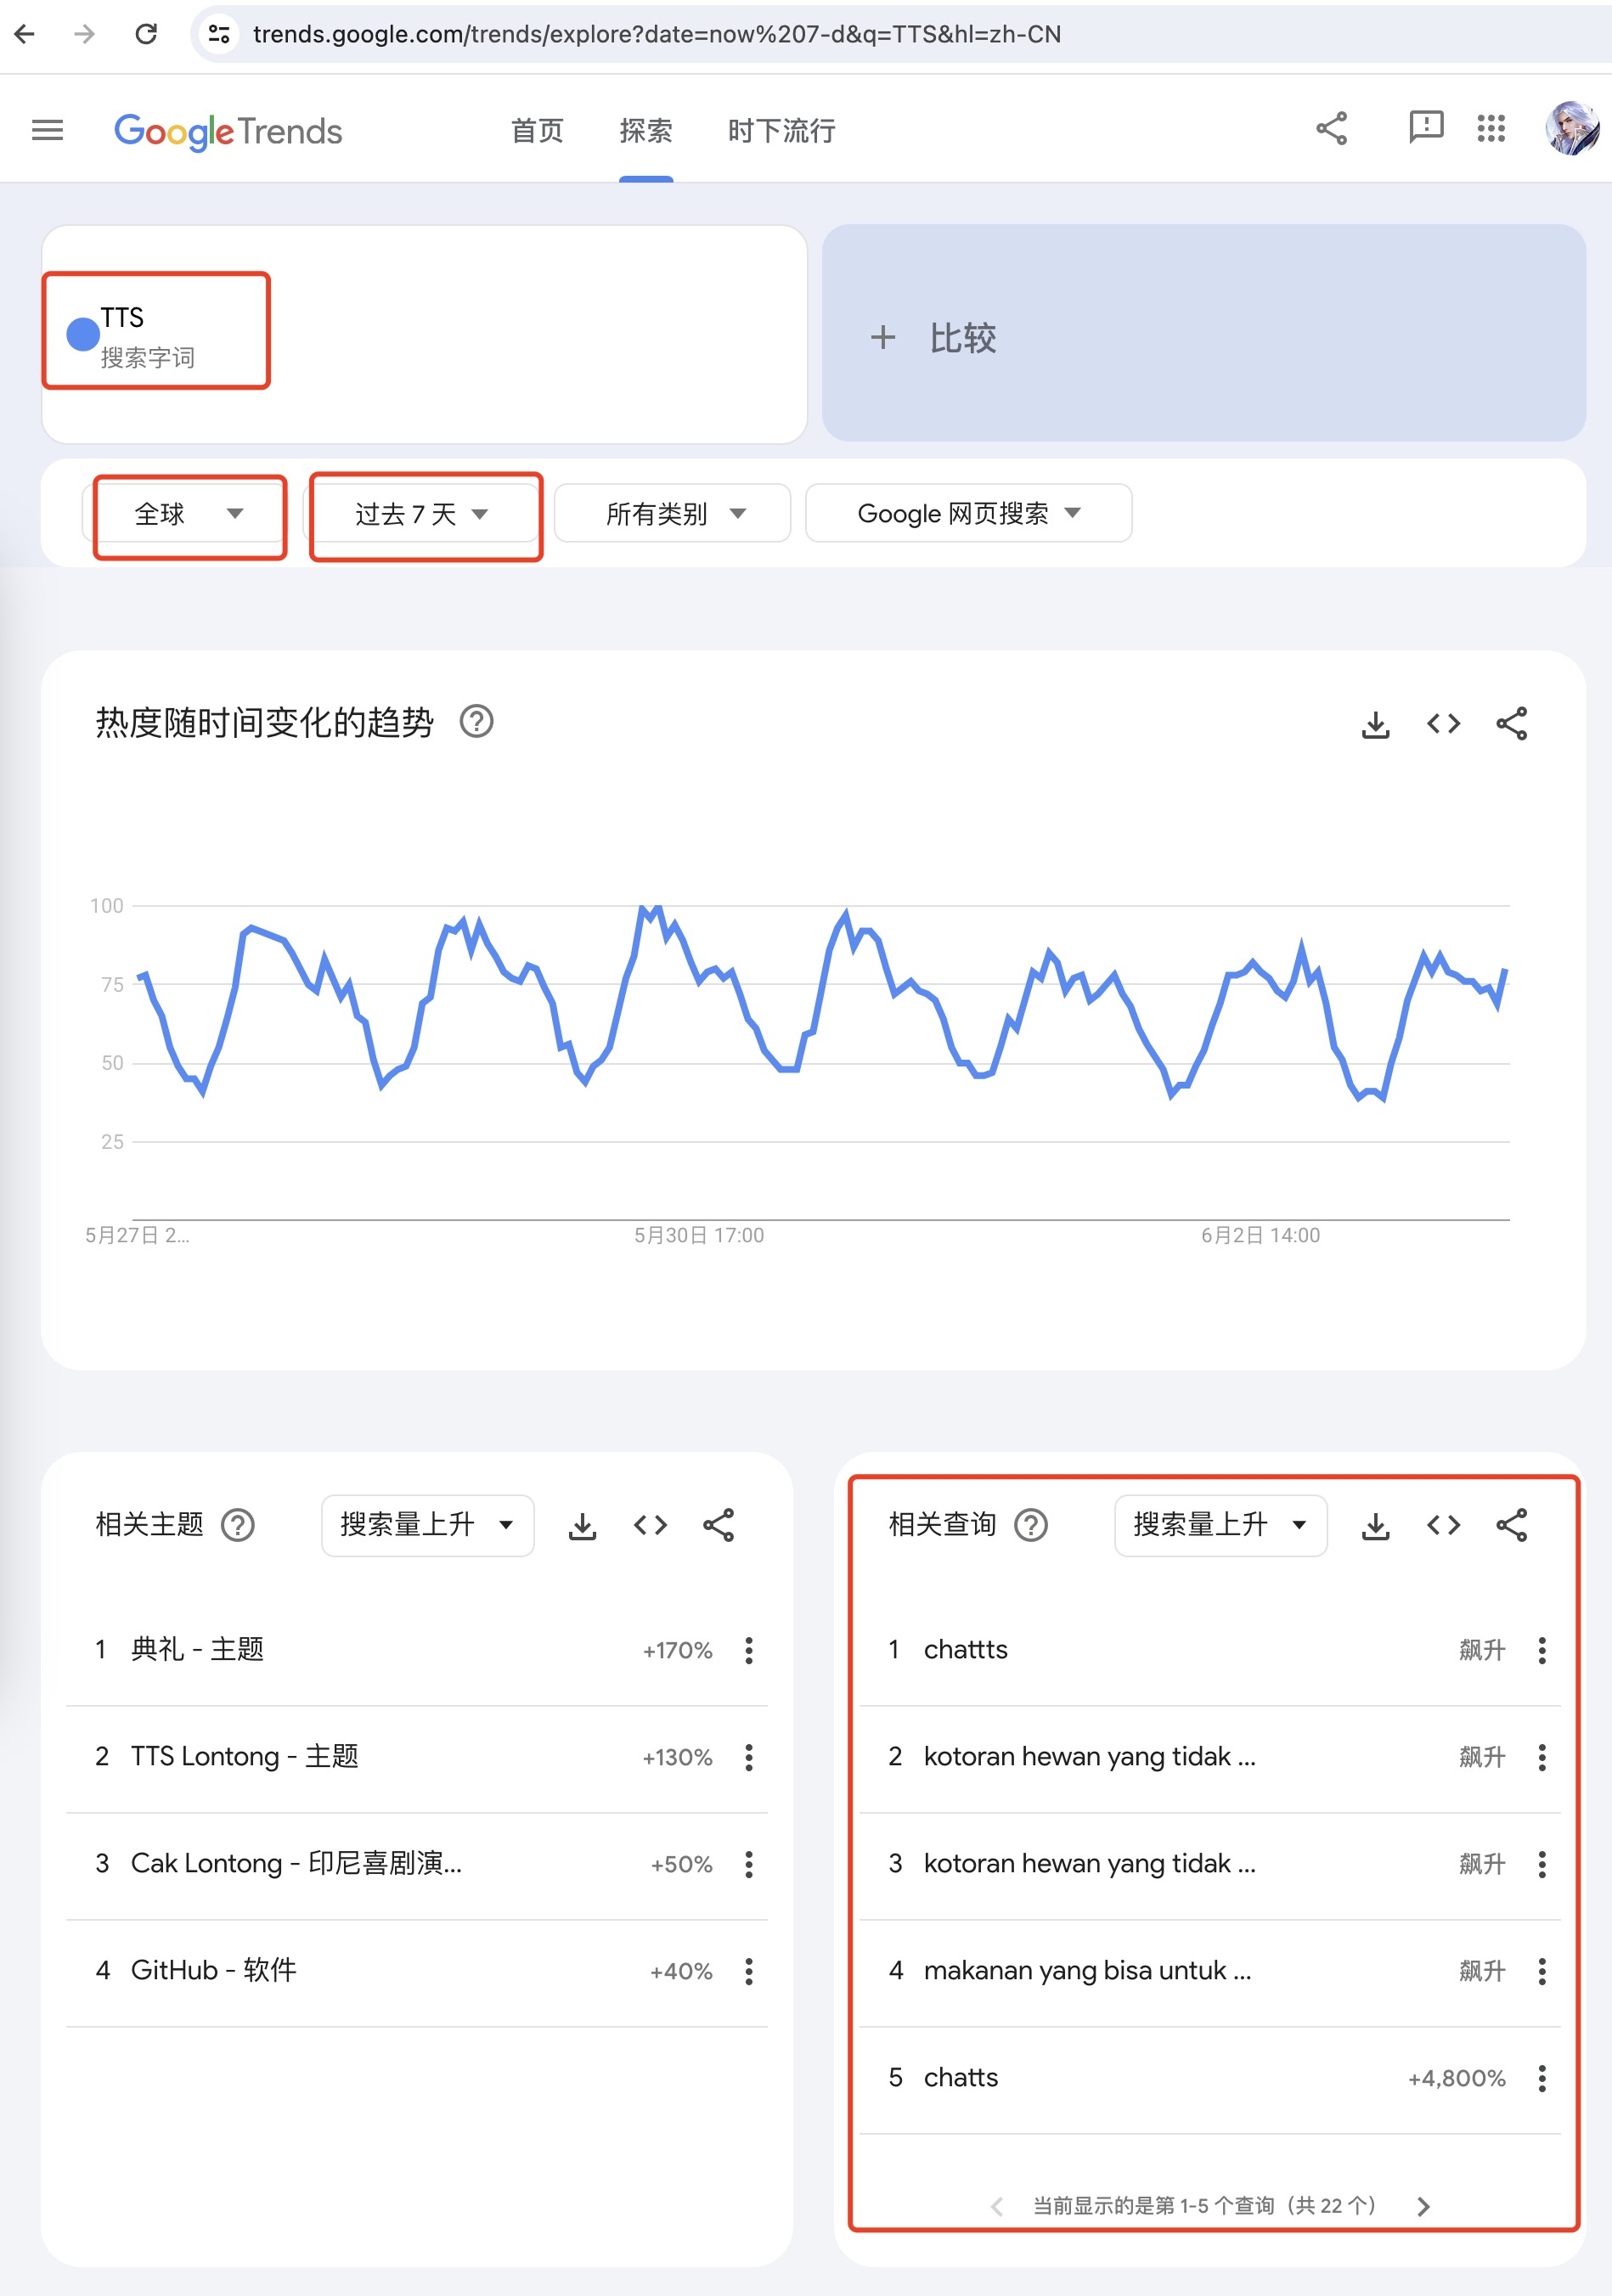 trends.google.com/trends/explore?date=now%207-d&q=TTS&hl=zh-CN
Google Trends 首页 探索 时下流行
TTS
搜索字词
+ 比较
全球 过去 7 天 所有类别 Google 网页搜索
热度随时间变化的趋势
100
75
50
25
5月27日 2... 5月30日 17:00 6月2日 14:00
相关主题 搜索量上升
1 典礼 - 主题 +170%
2 TTS Lontong - 主题 +130%
3 Cak Lontong - 印尼喜剧演... +50%
4 GitHub - 软件 +40%
相关查询 搜索量上升
1 chattts 飙升
2 kotoran hewan yang tidak ... 飙升
3 kotoran hewan yang tidak ... 飙升
4 makanan yang bisa untuk ... 飙升
5 chatts +4,800%
当前显示的是第 1-5 个查询（共 22 个）